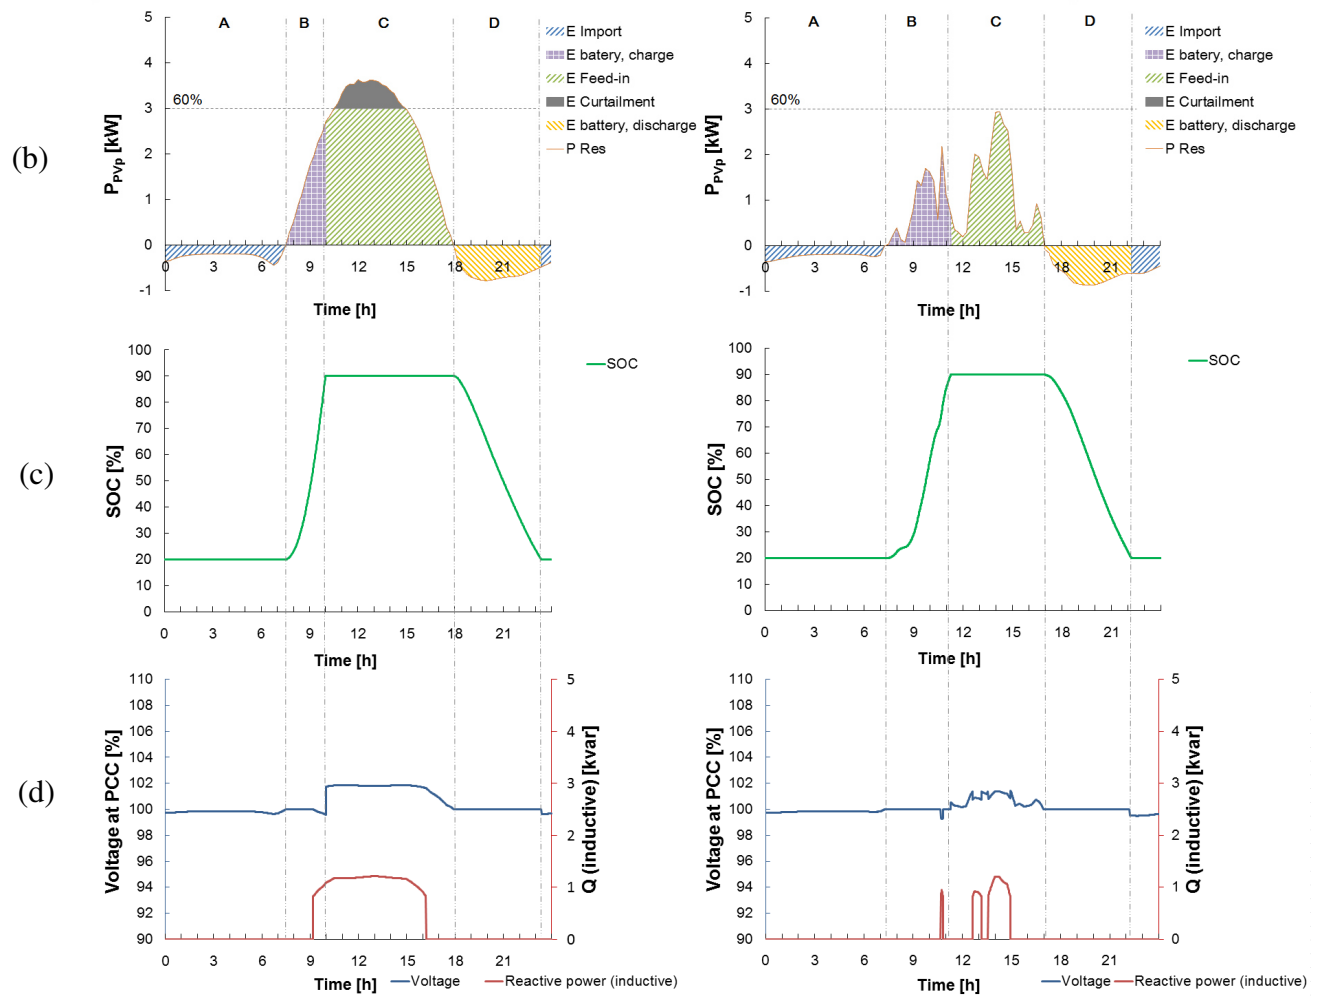 (b)
5
4
3
2
1
0
-1
P_PVp [kW]
A B C D
60%
0 3 6 9 12 15 18 21
Time [h]
E Import
E batery, charge
E Feed-in
E Curtailment
E battery, discharge
P Res
5
4
3
2
1
0
-1
P_PVp [kW]
A B C D
60%
0 3 6 9 12 15 18 21
Time [h]
E Import
E batery, charge
E Feed-in
E Curtailment
E battery, discharge
P Res
(c)
100
90
80
70
60
50
40
30
20
10
0
SOC [%]
SOC
0 3 6 9 12 15 18 21
Time [h]
100
90
80
70
60
50
40
30
20
10
0
SOC [%]
SOC
0 3 6 9 12 15 18 21
Time [h]
(d)
110
108
106
104
102
100
98
96
94
92
90
Voltage at PCC [%]
5
4
3
2
1
0
Q (inductive) [kvar]
0 3 6 9 12 15 18 21
Time [h]
Voltage Reactive power (inductive)
110
108
106
104
102
100
98
96
94
92
90
Voltage at PCC [%]
5
4
3
2
1
0
Q (inductive) [kvar]
0 3 6 9 12 15 18 21
Time [h]
Voltage Reactive power (inductive)